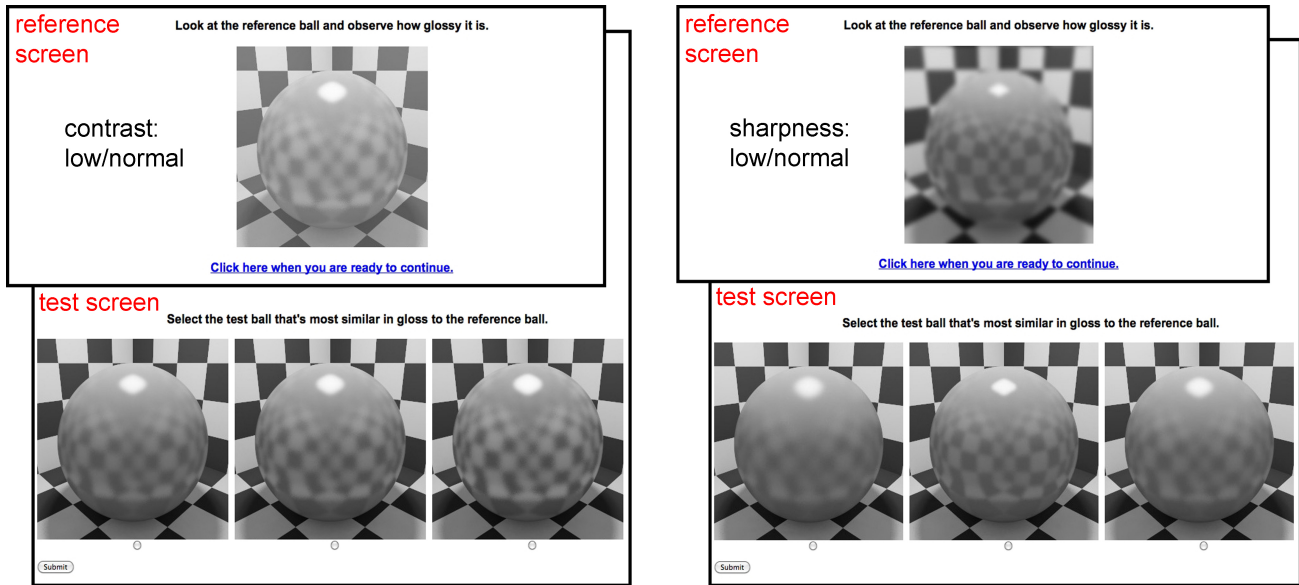 reference
screen
Look at the reference ball and observe how glossy it is.
contrast:
low/normal
Click here when you are ready to continue.
test screen
Select the test ball that's most similar in gloss to the reference ball.
Submit
reference
screen
Look at the reference ball and observe how glossy it is.
sharpness:
low/normal
Click here when you are ready to continue.
test screen
Select the test ball that's most similar in gloss to the reference ball.
Submit